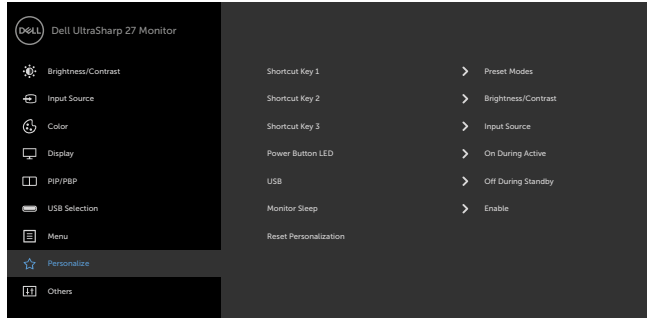 DELL Dell UltraSharp 27 Monitor
Brightness/Contrast Shortcut Key 1 Preset Modes
Input Source Shortcut Key 2 Brightness/Contrast
Color Shortcut Key 3 Input Source
Display Power Button LED On During Active
PIP/PBP USB Off During Standby
USB Selection Monitor Sleep Enable
Menu Reset Personalization
Personalize
Others